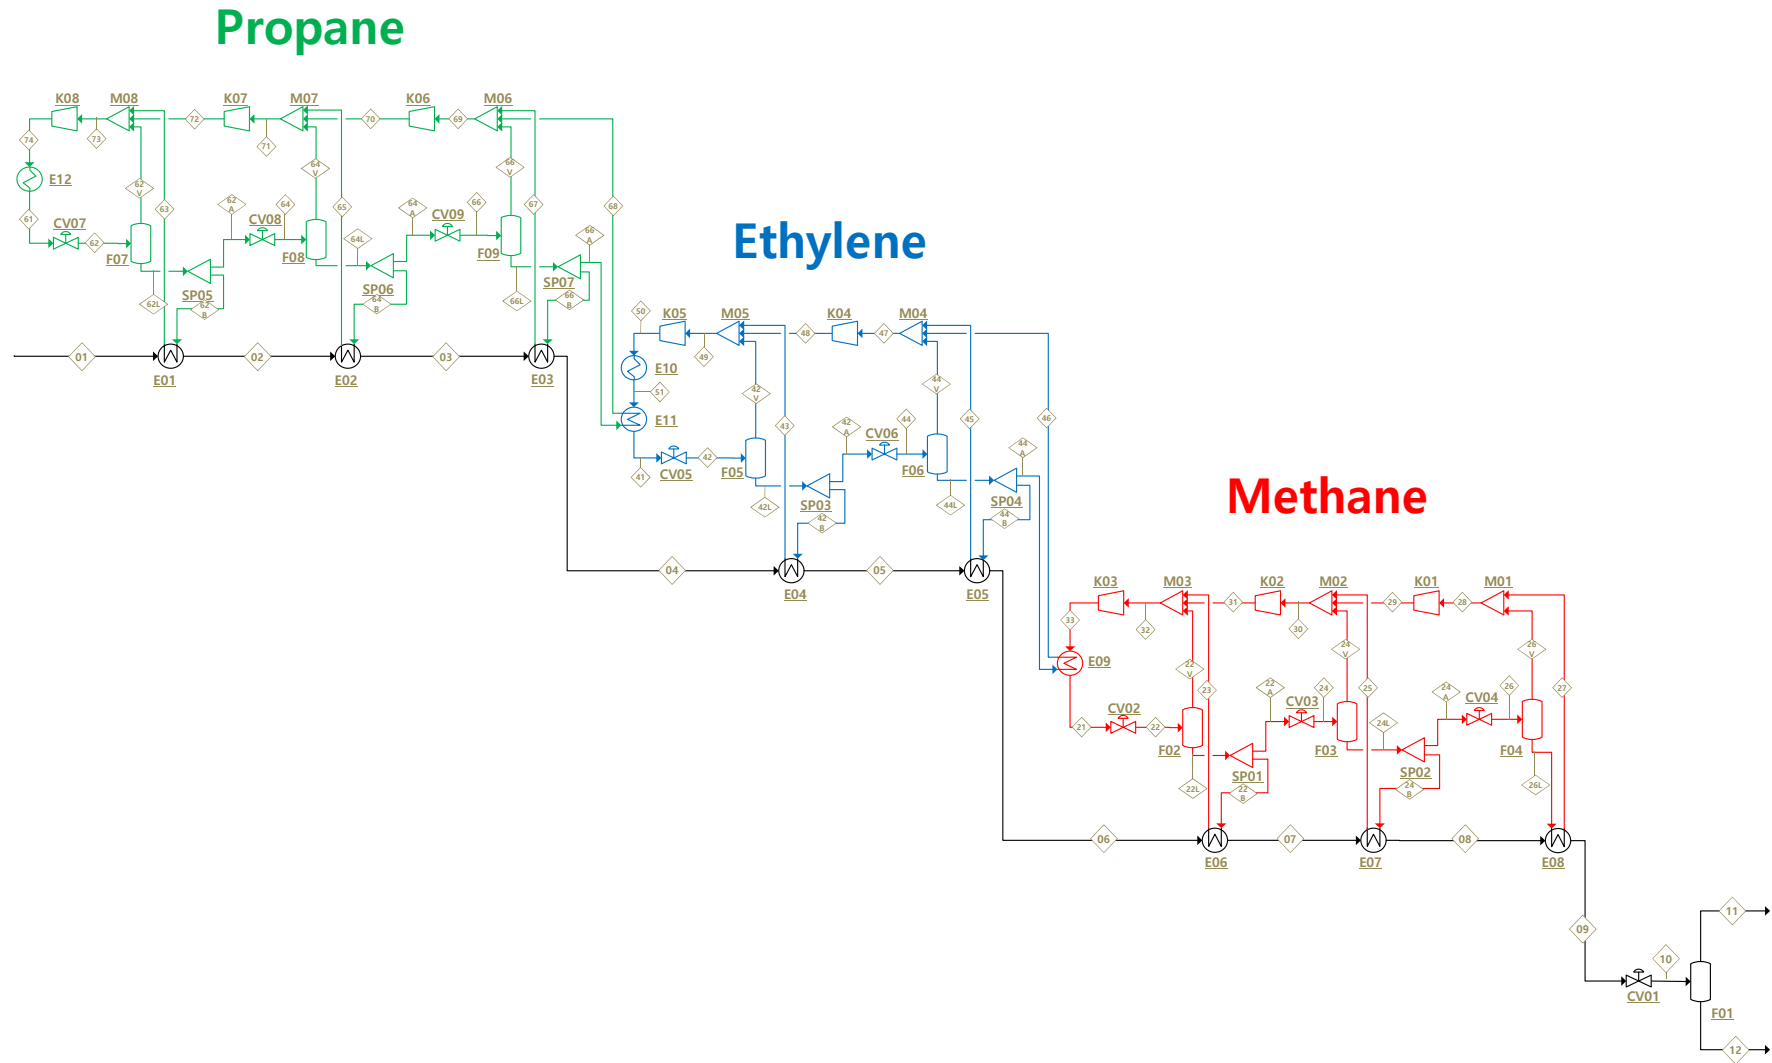 Propane
K08
M08
K07
M07
K06
M06
72
70
69
74
73
71
E12
62
V
64
V
66
V
63
65
67
68
61
62
A
64
64
A
66
66
A
CV07
CV08
CV09
62
F07
F08
F09
64L
SP05
SP06
SP07
62L
62
B
64
B
66L
66
B
01
02
03
E01
E02
E03
Ethylene
50
K05
M05
K04
M04
48
47
49
E10
51
42
V
44
V
E11
43
45
46
42
A
44
44
A
CV06
41
CV05
42
F05
F06
42L
SP03
42
B
44L
SP04
44
B
04
05
E04
E05
Methane
K03
M03
K02
M02
K01
M01
33
31
29
28
32
30
E09
22
V
24
V
26
V
23
25
27
22
A
24
24
A
26
21
CV02
22
CV03
CV04
F02
F03
F04
24L
22L
SP01
22
B
SP02
24
B
26L
06
07
08
E06
E07
E08
09
11
10
CV01
F01
12